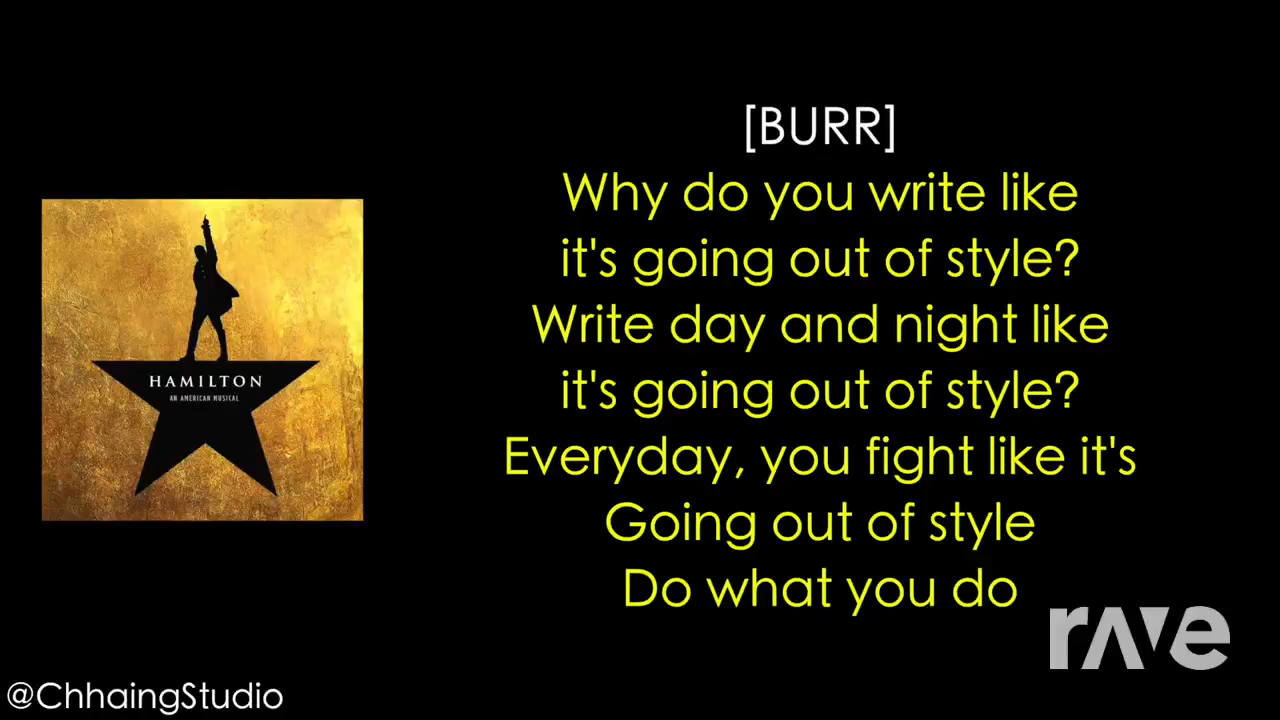 [BURR]
Why do you write like
it's going out of style?
Write day and night like
it's going out of style?
Everyday, you fight like it's
Going out of style
Do what you do
HAMILTON
AN AMERICAN MUSICAL
rave
@ChhaingStudio